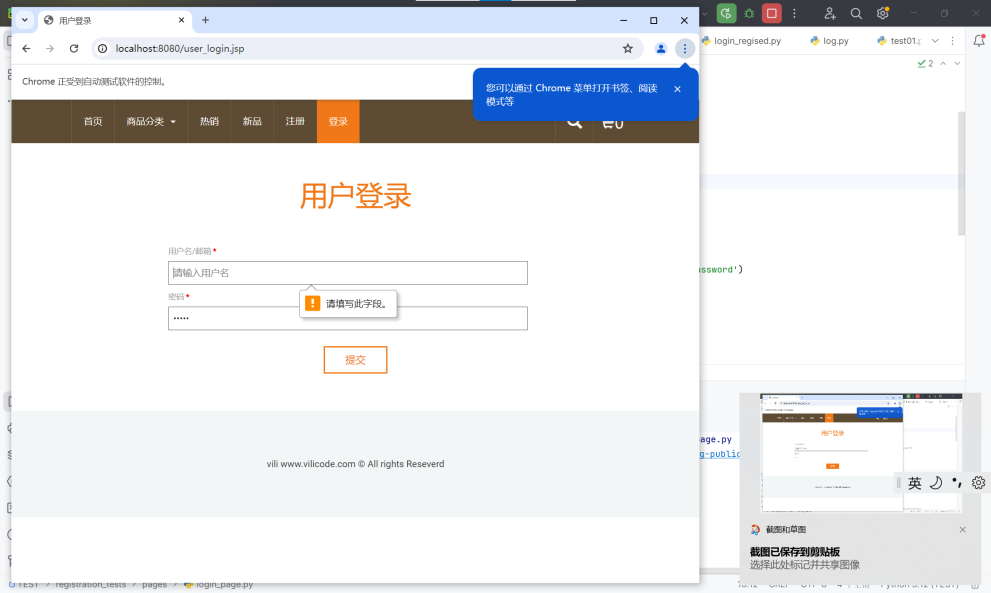 用户登录
localhost:8080/user_login.jsp
Chrome 正受到自动测试软件的控制。
您可以通过 Chrome 菜单打开书签、阅读
模式等
首页 商品分类 热销 新品 注册 登录 0
用户登录
用户名/邮箱 *
请输入用户名
请填写此字段。
密码 *
•••••
提交
vili www.vilicode.com © All rights Reseverd
login_regised.py log.py test01.
2
ssword')
age.py
g-public
英
截图和草图
截图已保存到剪贴板
选择此处标记并共享图像
TEST > registration_tests > pages > login_page.py